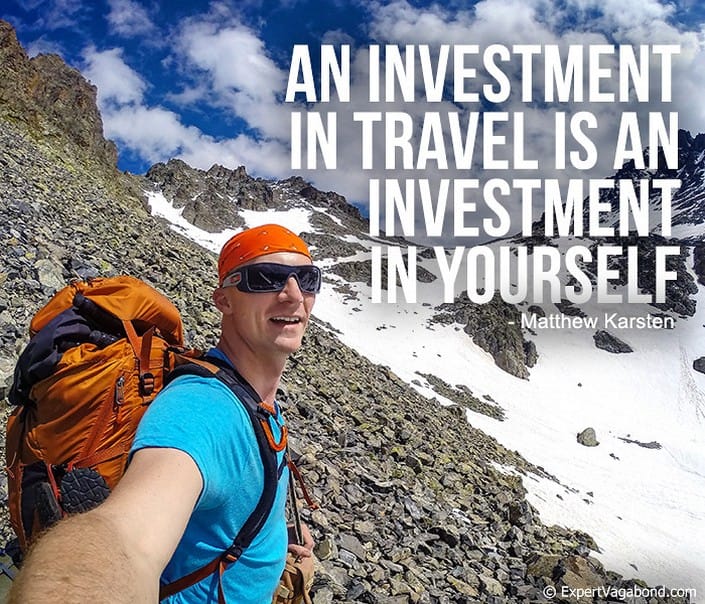 AN INVESTMENT
IN TRAVEL IS AN
INVESTMENT
IN YOURSELF
- Matthew Karsten
© ExpertVagabond.com